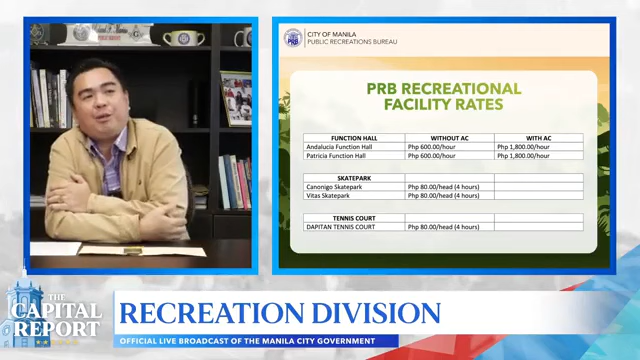 PRB
CITY OF MANILA
PUBLIC RECREATIONS BUREAU
PRB RECREATIONAL
FACILITY RATES
FUNCTION HALL WITHOUT AC WITH AC
Andalucia Function Hall Php 600.00/hour Php 1,800.00/hour
Patricia Function Hall Php 600.00/hour Php 1,800.00/hour
SKATEPARK
Canonigo Skatepark Php 80.00/head (4 hours)
Vitas Skatepark Php 80.00/head (4 hours)
TENNIS COURT
DAPITAN TENNIS COURT Php 80.00/head (4 hours)
THE
CAPITAL
REPORT
RECREATION DIVISION
OFFICIAL LIVE BROADCAST OF THE MANILA CITY GOVERNMENT